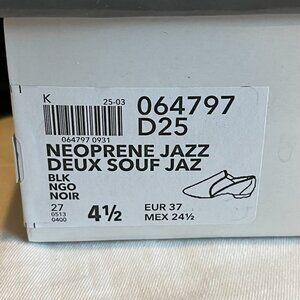 K 25-03
064797 0931
064797
D25
NEOPRENE JAZZ
DEUX SOUF JAZ
BLK
NGO
NOIR
27
0513
0400
4½
EUR 37
MEX 24½